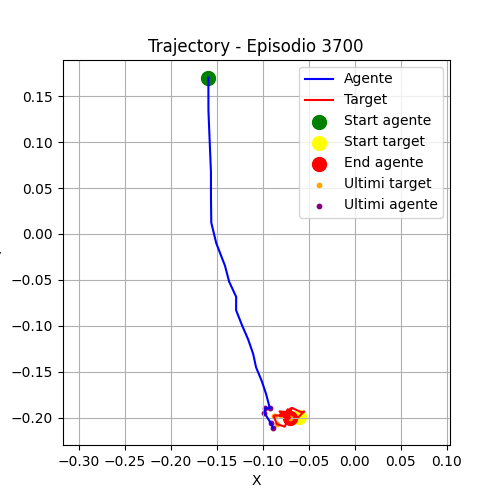 Trajectory - Episodio 3700
Agente
Target
Start agente
Start target
End agente
Ultimi target
Ultimi agente
0.15
0.10
0.05
0.00
−0.05
−0.10
−0.15
−0.20
−0.30
−0.25
−0.20
−0.15
−0.10
−0.05
0.00
0.05
0.10
X